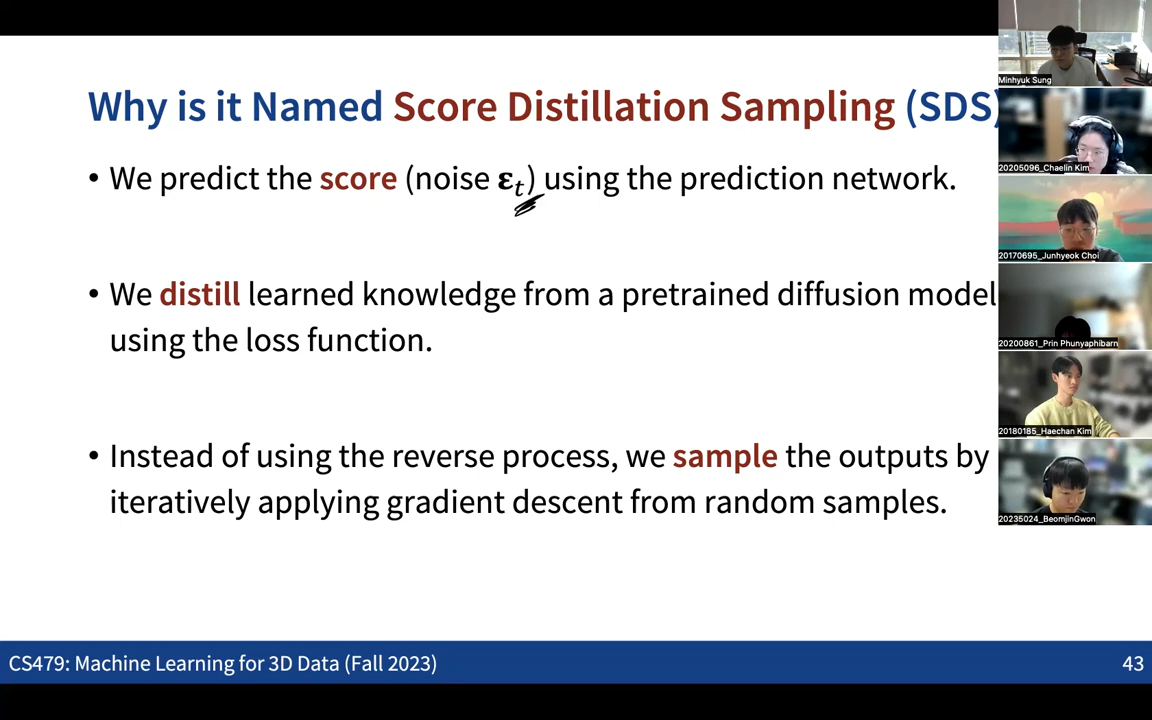 Why is it Named Score Distillation Sampling (SDS)
• We predict the score (noise εₜ) using the prediction network.
• We distill learned knowledge from a pretrained diffusion model
using the loss function.
• Instead of using the reverse process, we sample the outputs by
iteratively applying gradient descent from random samples.
CS479: Machine Learning for 3D Data (Fall 2023)
43
Minhyuk Sung
20205096_Chaelin Kim
20170695_Junhyeok Choi
20200861_Prin Phunyaphibarn
20180185_Haechan Kim
20235024_BeomjinGwon